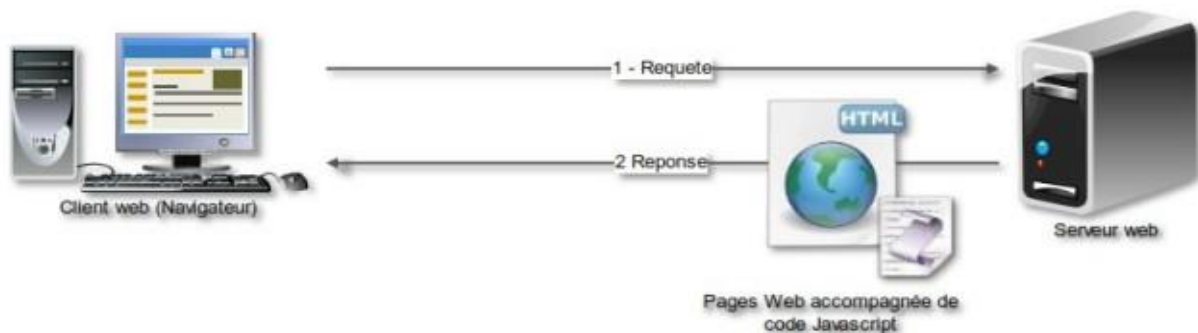 1 - Requete
HTML
2 Reponse
Client web (Navigateur)
Serveur web
Pages Web accompagnée de
code Javascript